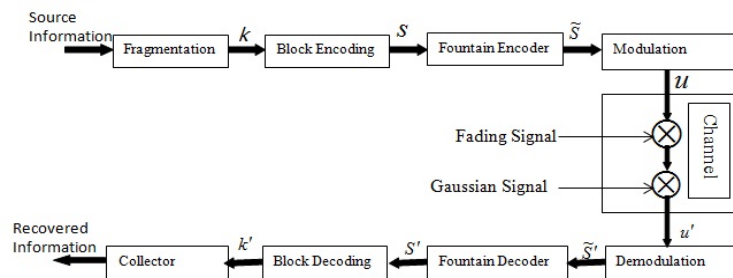 Source
Information
Fragmentation
k
Block Encoding
s
Fountain Encoder
s̃
Modulation
u
Fading Signal
Channel
Gaussian Signal
u'
Recovered
Information
Collector
k'
Block Decoding
S'
Fountain Decoder
S̃'
Demodulation